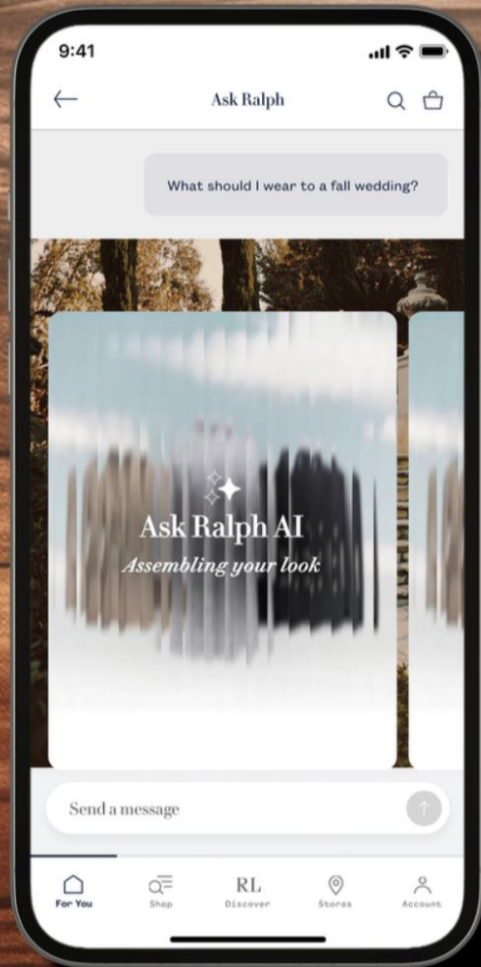 9:41
Ask Ralph
What should I wear to a fall wedding?
Ask Ralph AI
Assembling your look
Send a message
For You
Shop
RL
Discover
Stores
Account